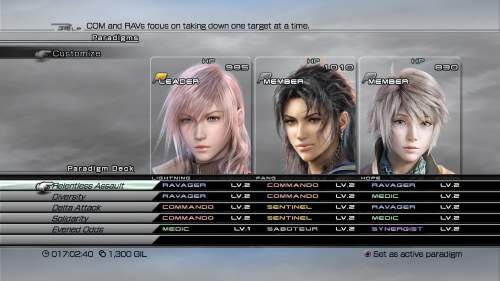 COM and RAVs focus on taking down one target at a time.
Paradigms
Customize
HP 985 HP 1,010 HP 830
LEADER MEMBER MEMBER
Paradigm Deck
LIGHTNING FANG HOPE
Relentless Assault RAVAGER LV.2 COMMANDO LV.2 RAVAGER LV.2
Diversity RAVAGER LV.2 COMMANDO LV.2 MEDIC LV.2
Delta Attack COMMANDO LV.2 SENTINEL LV.2 RAVAGER LV.2
Solidarity COMMANDO LV.2 SENTINEL LV.2 MEDIC LV.2
Evened Odds MEDIC LV.1 SABOTEUR LV.2 SYNERGIST LV.2
017:02:40 1,300 GIL Set as active paradigm